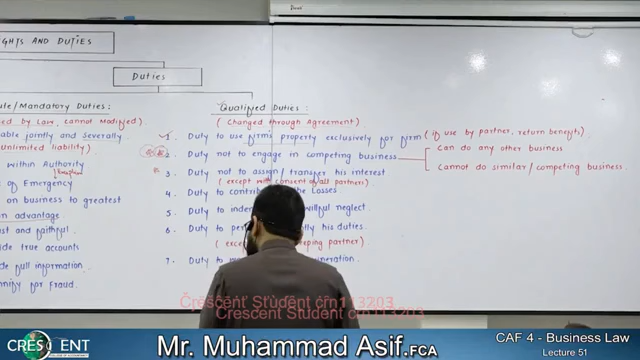 GHTS AND DUTIES
Duties
ule/Mandatory Duties:
ed by Law, cannot Modified).
able jointly and severally
unlimited liability)
within Authority
of Emergency
on business to greatest
n advantage
st and faithful
de true accounts
de full information.
nify for fraud.
Qualified Duties:
(Changed through Agreement)
1. Duty to use firm's property exclusively for firm (if use by partner, return benefits).
2. Duty not to engage in competing business
Can do any other business
Cannot do similar/competing business.
3. Duty not to assign/transfer his interest
(except with consent of all partner)
4. Duty to contrib the Losses
5. Duty to inde willful neglect.
6. Duty to pe lly his duties.
(exce eping partner)
7. Duty to neration.
Crescent Student crn113203
Crescent Student crn113203
CRESCENT
Mr. Muhammad Asif.FCA
CAF 4 - Business Law
Lecture 51